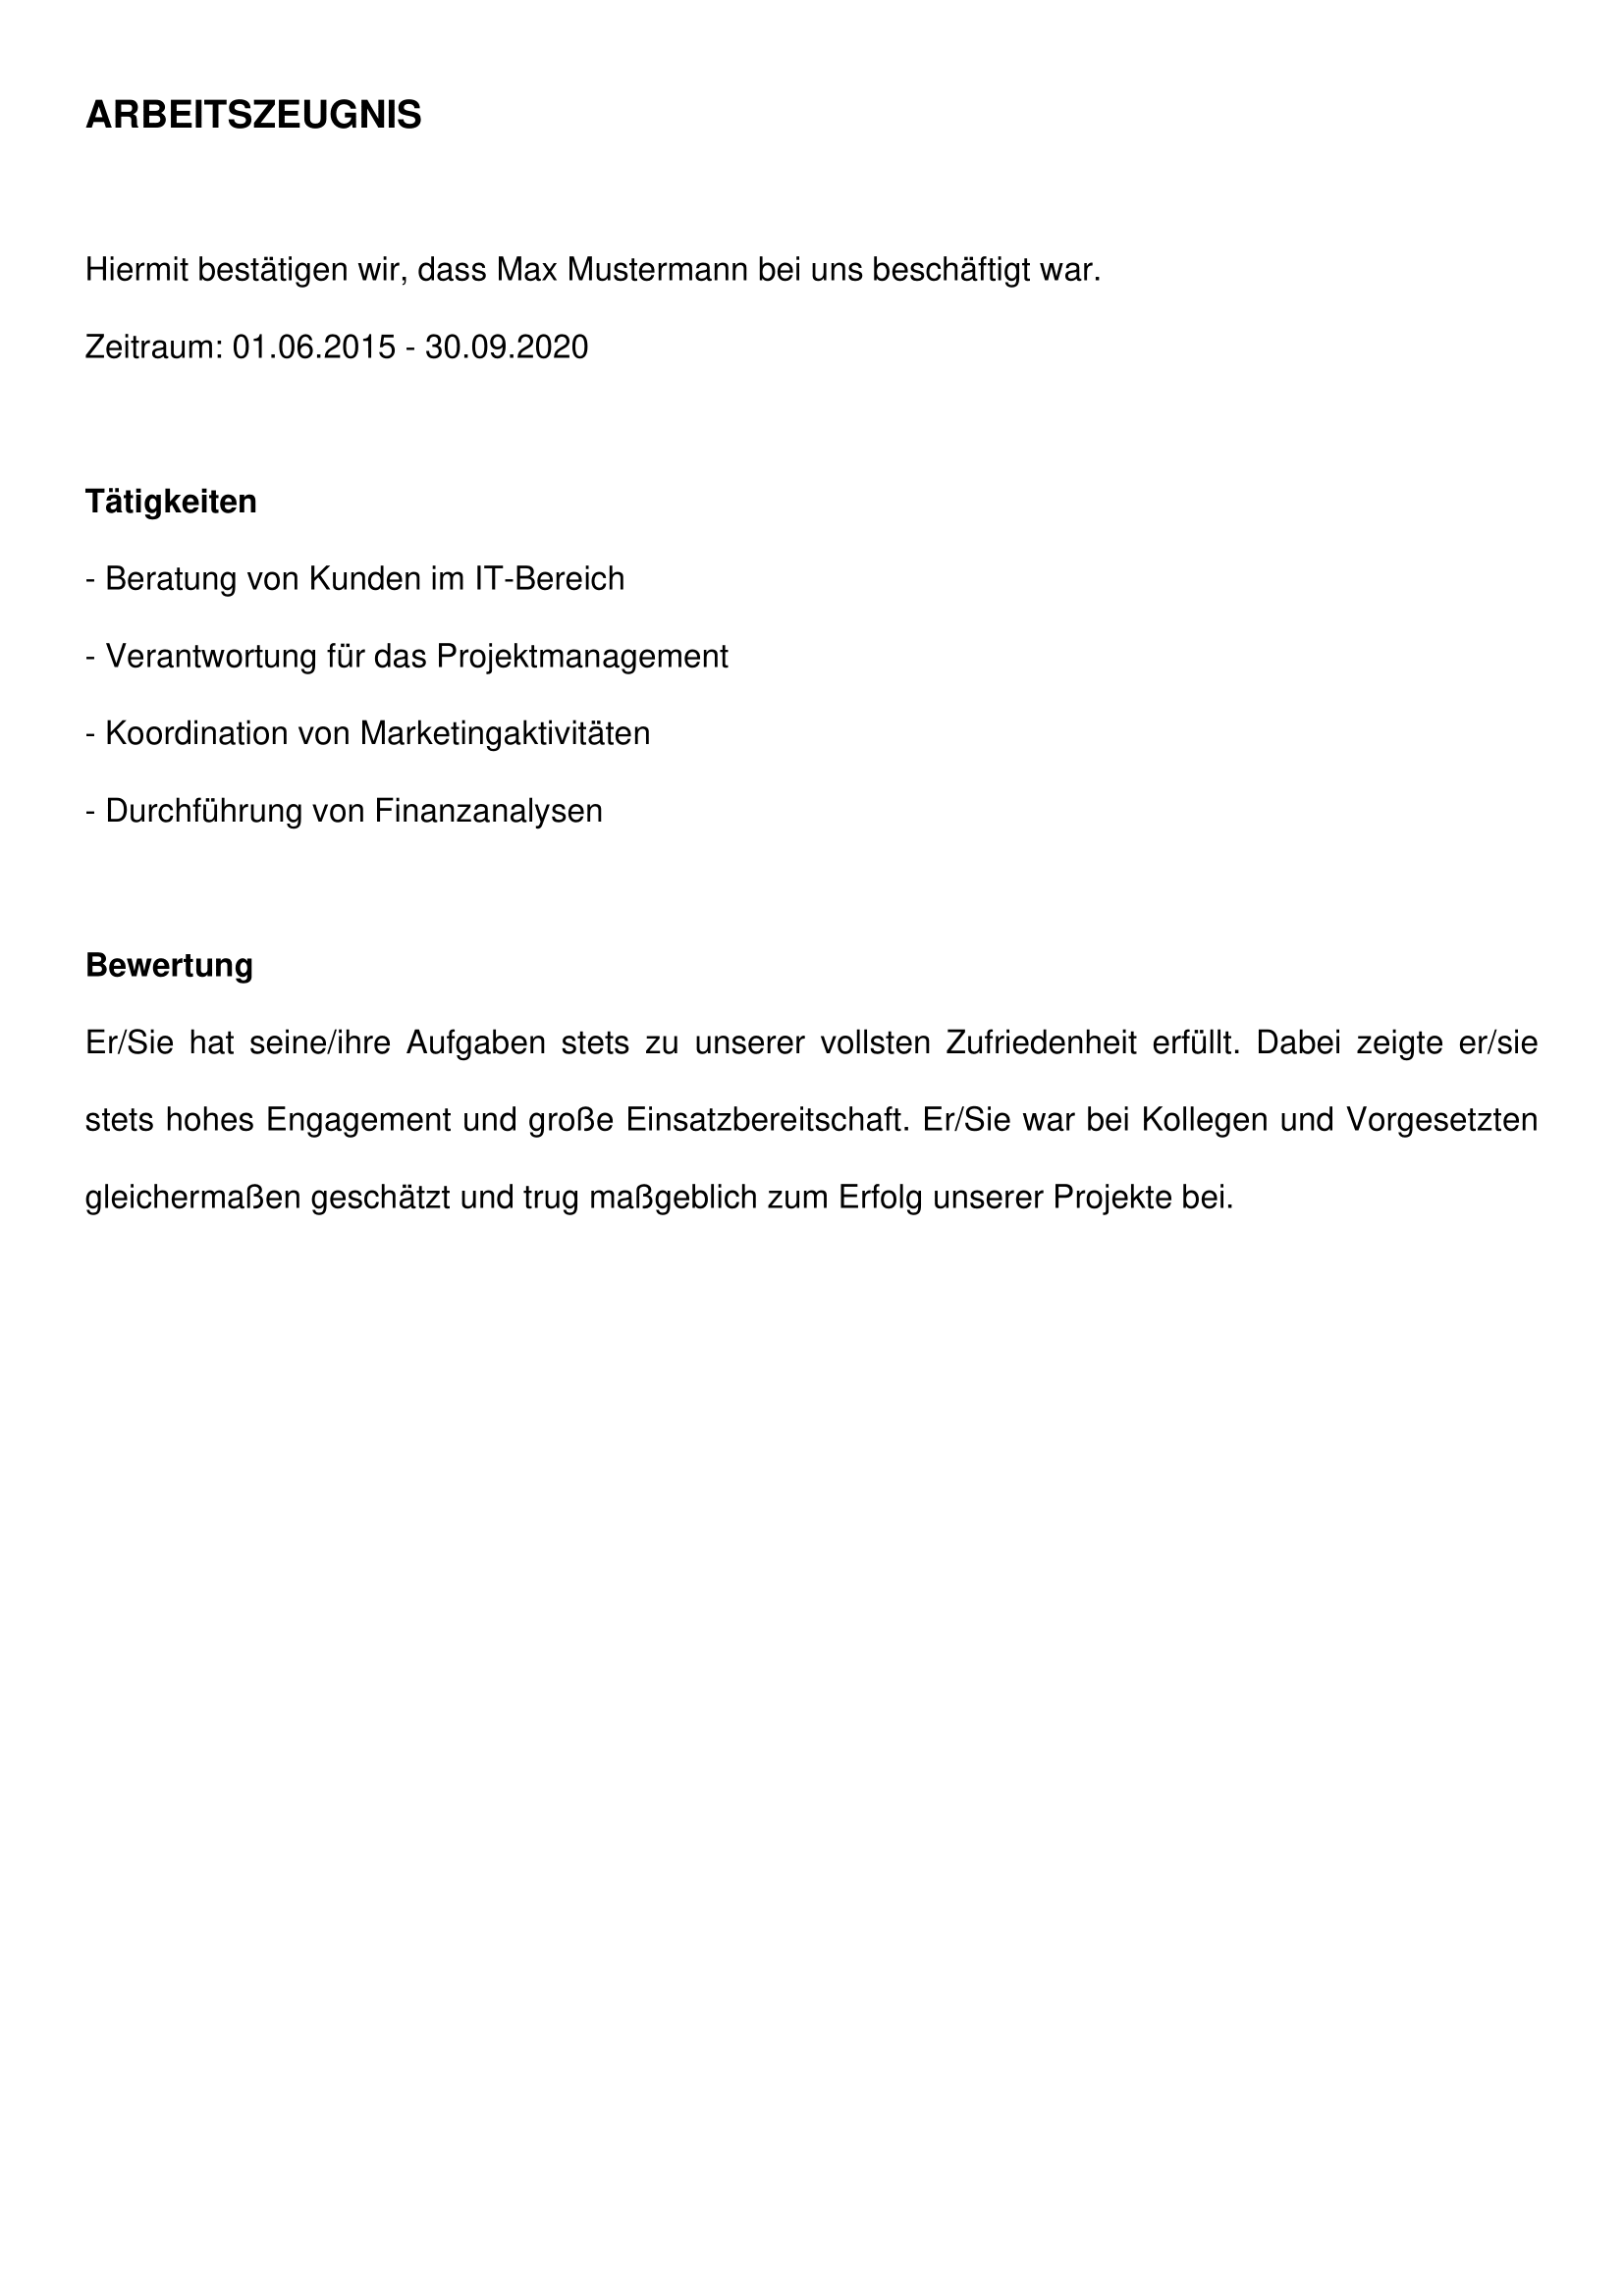 ARBEITSZEUGNIS
Hiermit bestätigen wir, dass Max Mustermann bei uns beschäftigt war.
Zeitraum: 01.06.2015 - 30.09.2020
Tätigkeiten
- Beratung von Kunden im IT-Bereich
- Verantwortung für das Projektmanagement
- Koordination von Marketingaktivitäten
- Durchführung von Finanzanalysen
Bewertung
Er/Sie hat seine/ihre Aufgaben stets zu unserer vollsten Zufriedenheit erfüllt. Dabei zeigte er/sie
stets hohes Engagement und große Einsatzbereitschaft. Er/Sie war bei Kollegen und Vorgesetzten
gleichermaßen geschätzt und trug maßgeblich zum Erfolg unserer Projekte bei.